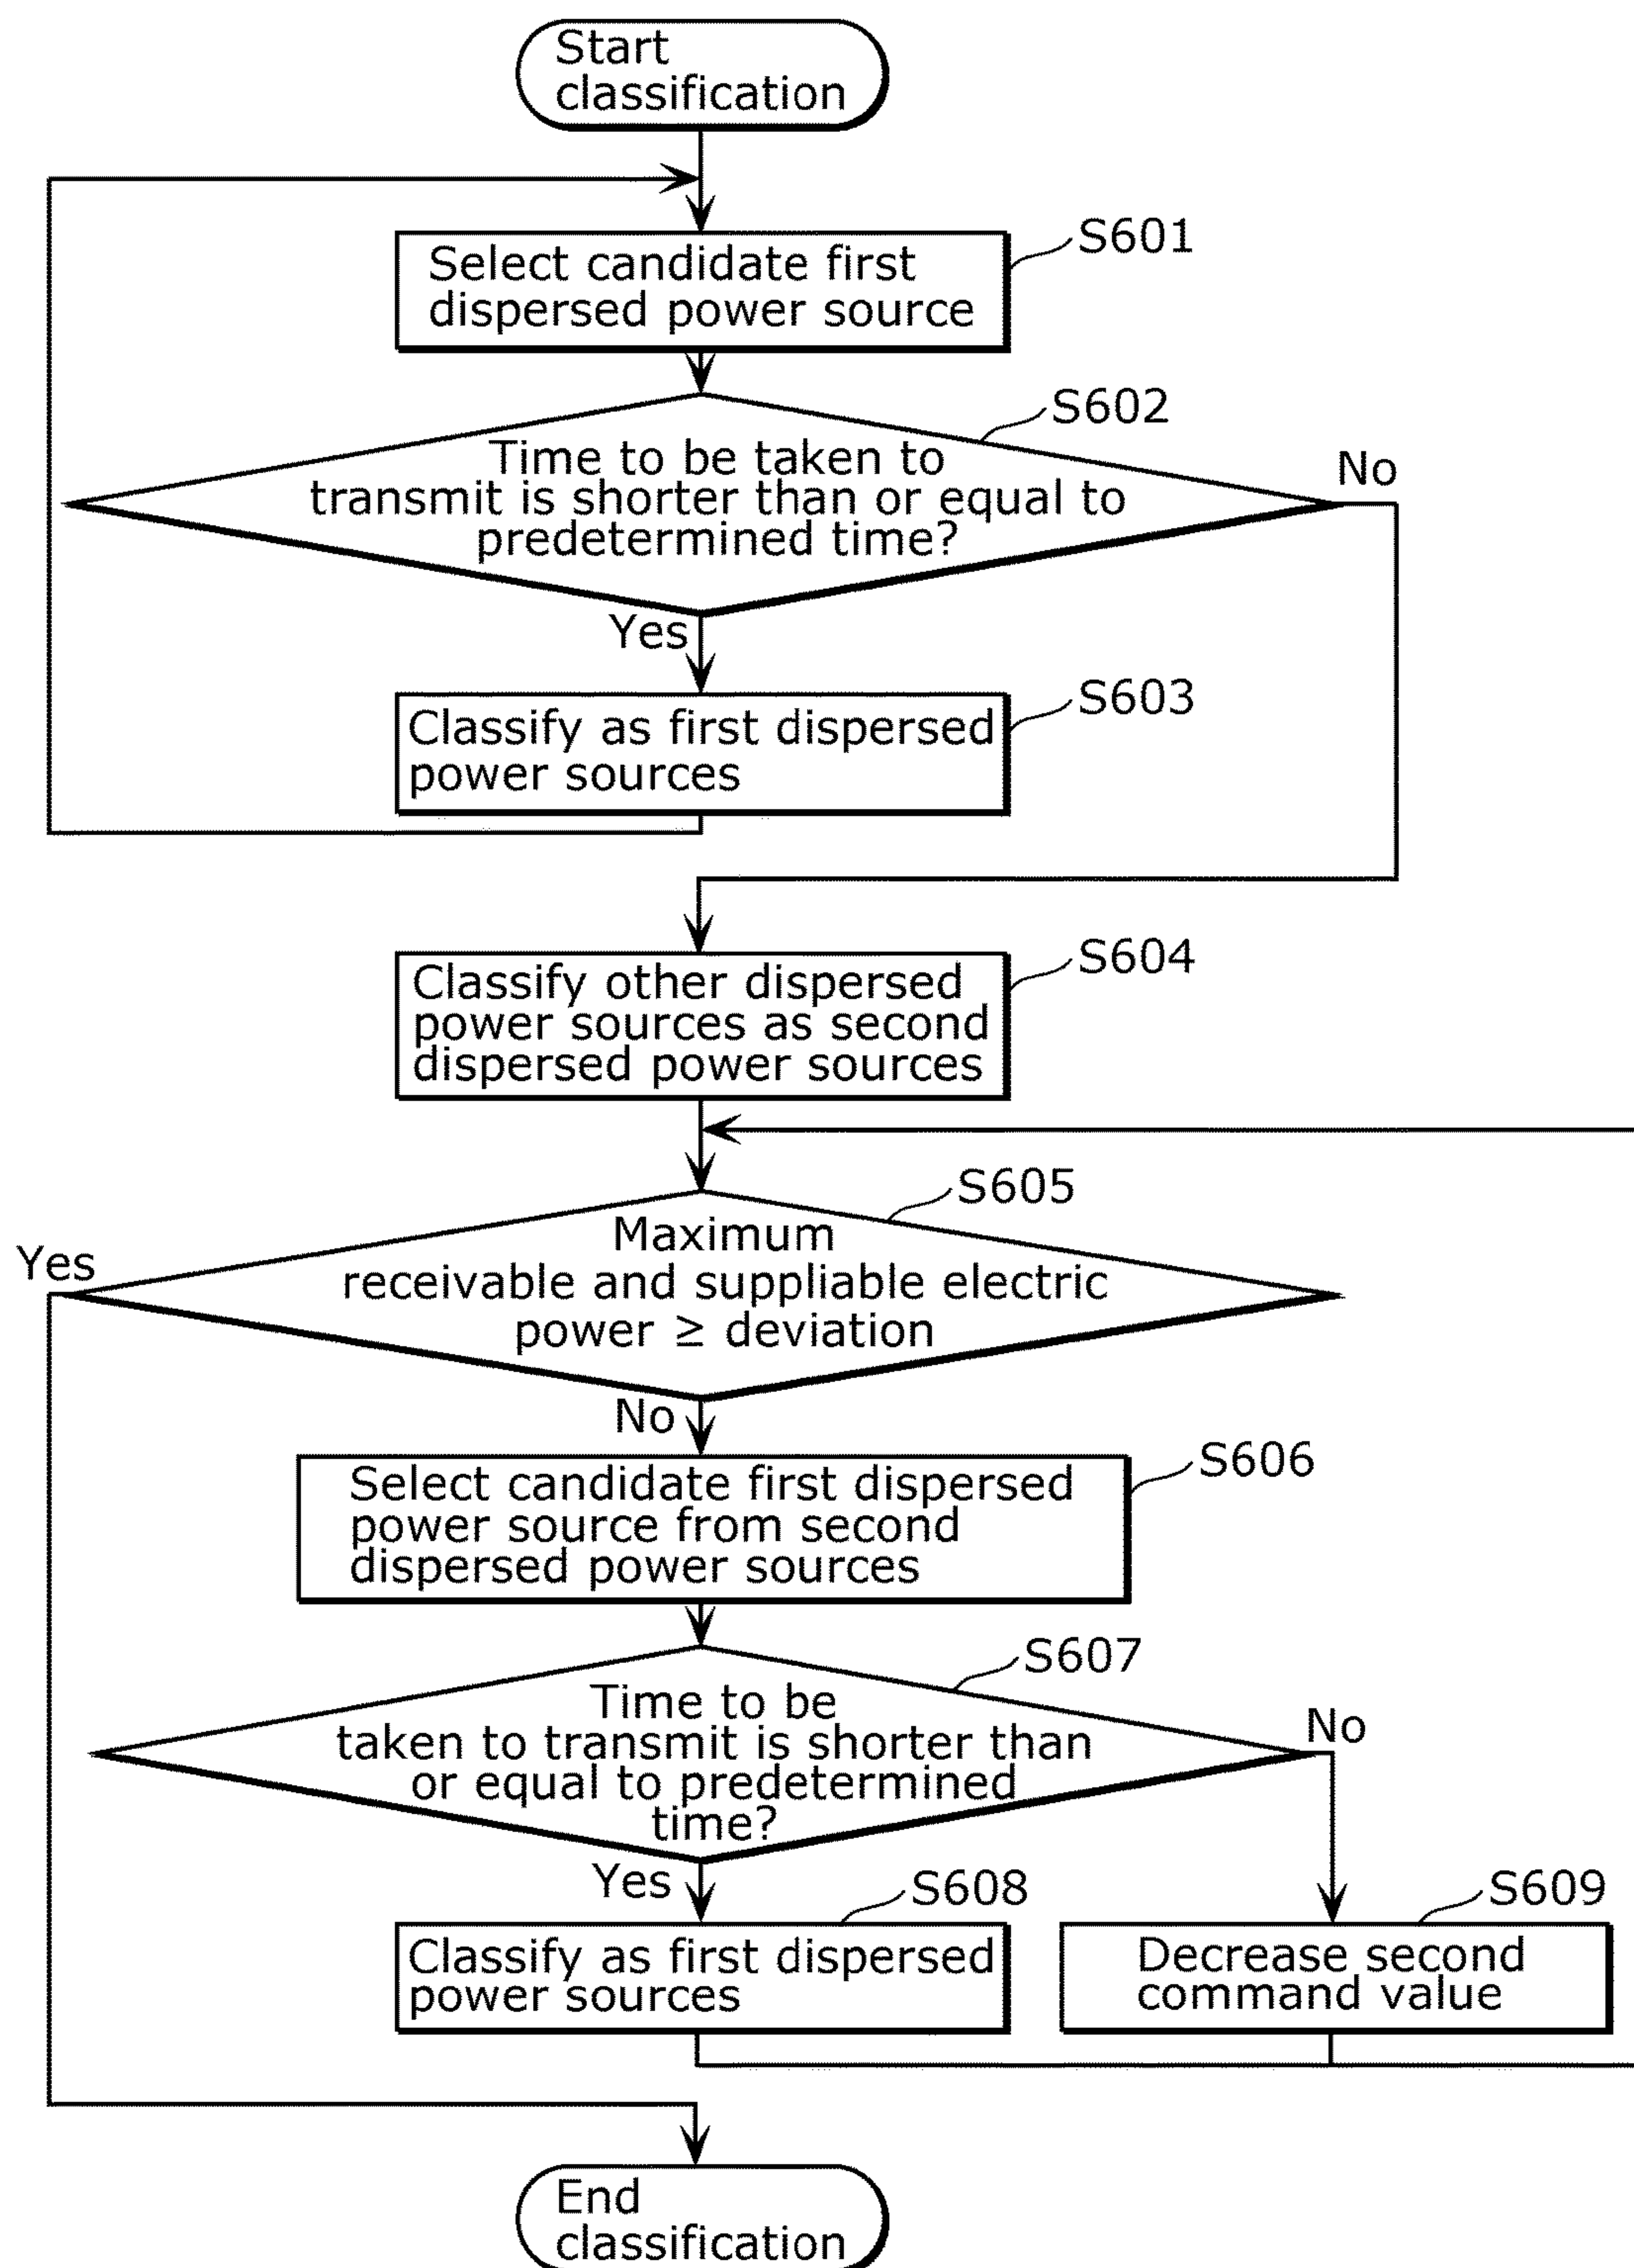 Start
classification
S601
Select candidate first
dispersed power source
S602
Time to be taken to
transmit is shorter than or equal to
predetermined time?
No
Yes
S603
Classify as first dispersed
power sources
S604
Classify other dispersed
power sources as second
dispersed power sources
S605
Maximum
receivable and suppliable electric
power ≥ deviation
Yes
No
S606
Select candidate first dispersed
power source from second
dispersed power sources
S607
Time to be
taken to transmit is shorter than
or equal to predetermined
time?
No
Yes
S608
Classify as first dispersed
power sources
S609
Decrease second
command value
End
classification